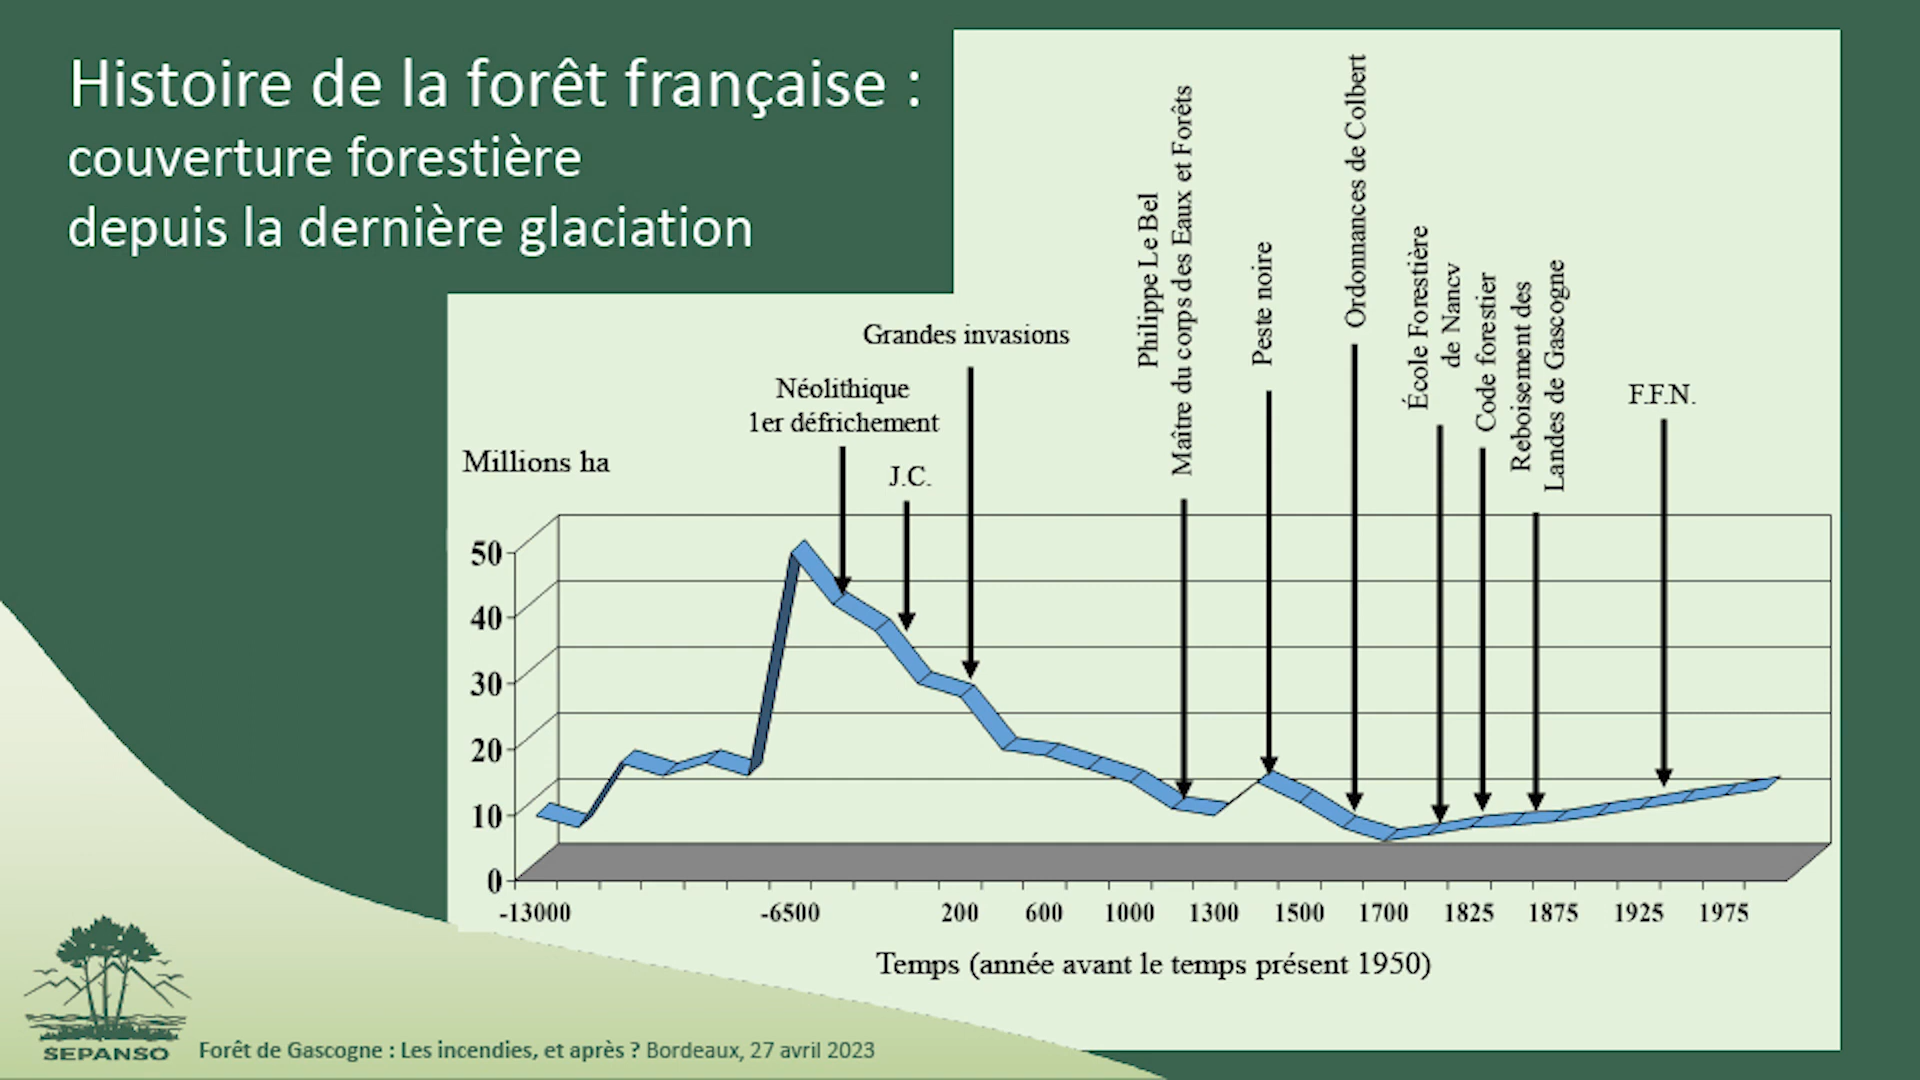 Histoire de la forêt française :
couverture forestière
depuis la dernière glaciation
Philippe Le Bel
Maître du corps des Eaux et Forêts
Peste noire
Ordonnances de Colbert
École Forestière
de Nancv
Code forestier
Reboisement des
Landes de Gascogne
F.F.N.
Grandes invasions
Néolithique
1er défrichement
J.C.
Millions ha
50
40
30
20
10
0
-13000 -6500 200 600 1000 1300 1500 1700 1825 1875 1925 1975
Temps (année avant le temps présent 1950)
SEPANSO
Forêt de Gascogne : Les incendies, et après ? Bordeaux, 27 avril 2023